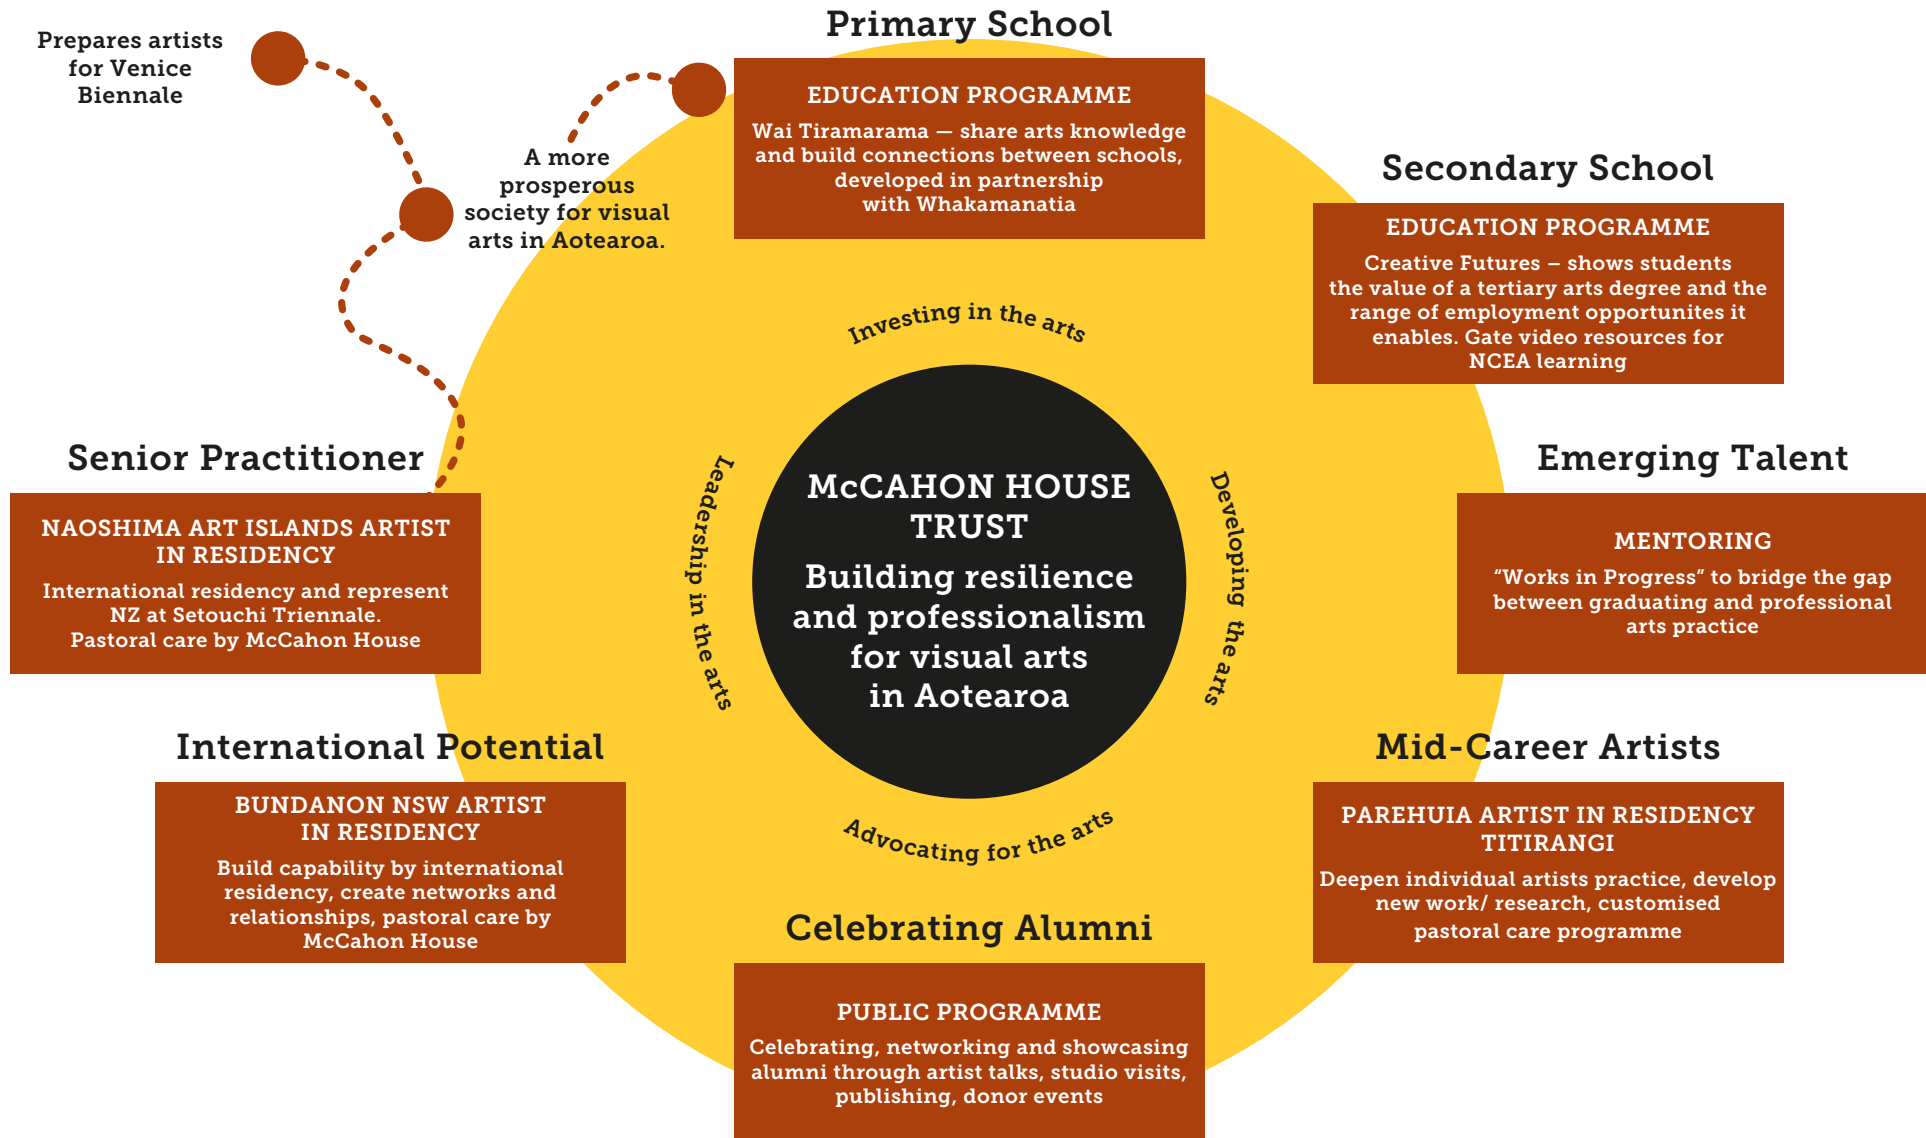 Prepares artists
for Venice
Biennale
A more
prosperous
society for visual
arts in Aotearoa.
Primary School
EDUCATION PROGRAMME
Wai Tiramarama — share arts knowledge
and build connections between schools,
developed in partnership
with Whakamanatia
Secondary School
EDUCATION PROGRAMME
Creative Futures – shows students
the value of a tertiary arts degree and the
range of employment opportunites it
enables. Gate video resources for
NCEA learning
Emerging Talent
MENTORING
“Works in Progress” to bridge the gap
between graduating and professional
arts practice
Mid-Career Artists
PAREHUIA ARTIST IN RESIDENCY
TITIRANGI
Deepen individual artists practice, develop
new work/ research, customised
pastoral care programme
Celebrating Alumni
PUBLIC PROGRAMME
Celebrating, networking and showcasing
alumni through artist talks, studio visits,
publishing, donor events
International Potential
BUNDANON NSW ARTIST
IN RESIDENCY
Build capability by international
residency, create networks and
relationships, pastoral care by
McCahon House
Senior Practitioner
NAOSHIMA ART ISLANDS ARTIST
IN RESIDENCY
International residency and represent
NZ at Setouchi Triennale.
Pastoral care by McCahon House
Investing in the arts
Developing the arts
Advocating for the arts
Leadership in the arts
McCAHON HOUSE
TRUST
Building resilience
and professionalism
for visual arts
in Aotearoa